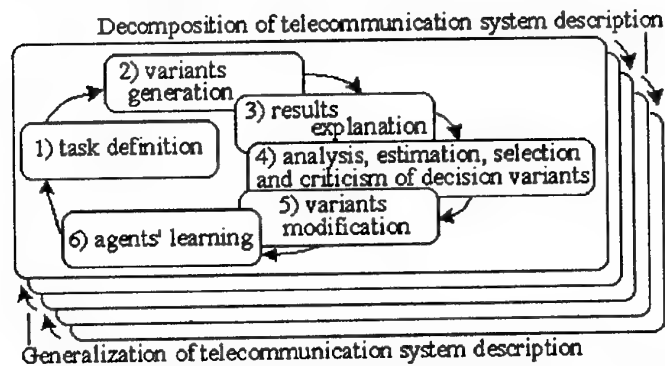 Decomposition of telecommunication system description
2) variants
generation
3) results
explanation
1) task definition
4) analysis, estimation, selection
and criticism of decision variants
5) variants
modification
6) agents' learning
Generalization of telecommunication system description